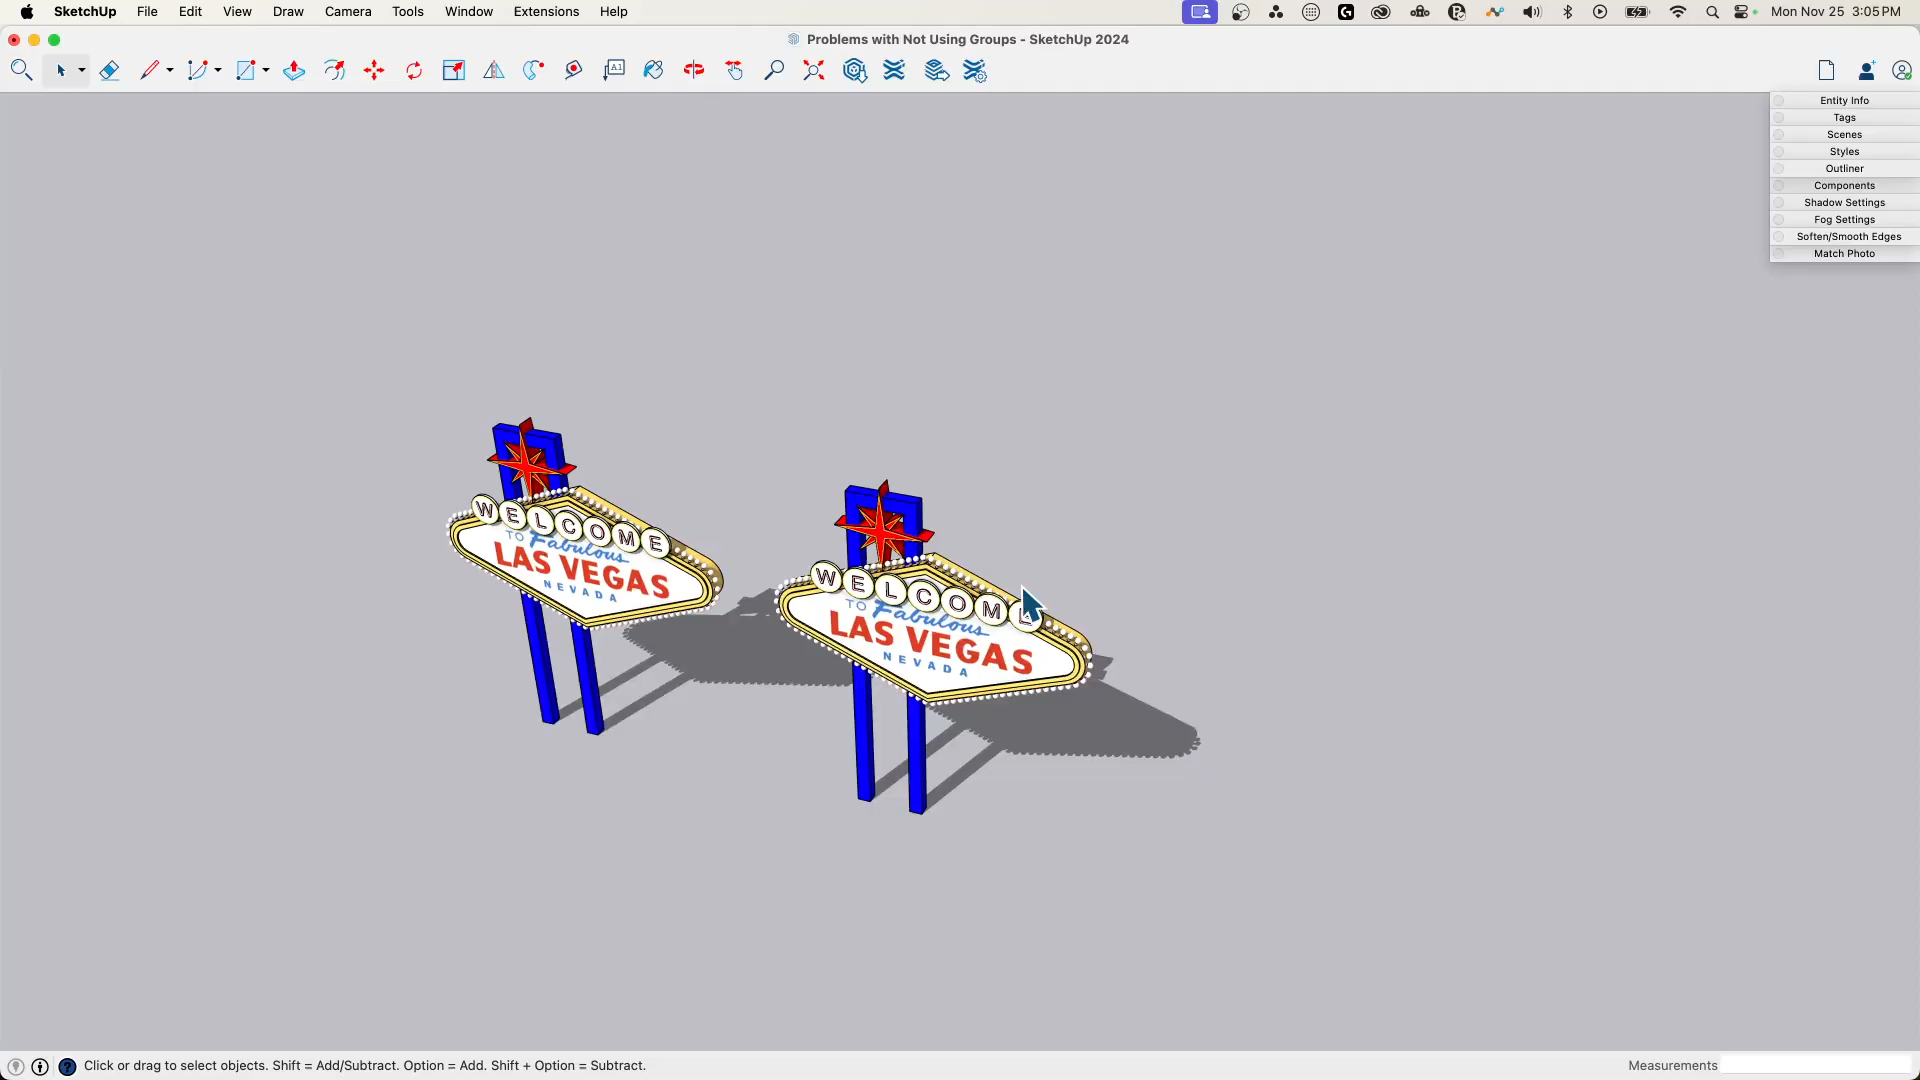 SketchUp File Edit View Draw Camera Tools Window Extensions Help
Mon Nov 25 3:05 PM
Problems with Not Using Groups - SketchUp 2024
A1
Entity Info
Tags
Scenes
Styles
Outliner
Components
Shadow Settings
Fog Settings
Soften/Smooth Edges
Match Photo
WELCOME
TO Fabulous
LAS VEGAS
NEVADA
WELCOM
TO Fabulous
LAS VEGAS
NEVADA
Click or drag to select objects. Shift = Add/Subtract. Option = Add. Shift + Option = Subtract.
Measurements